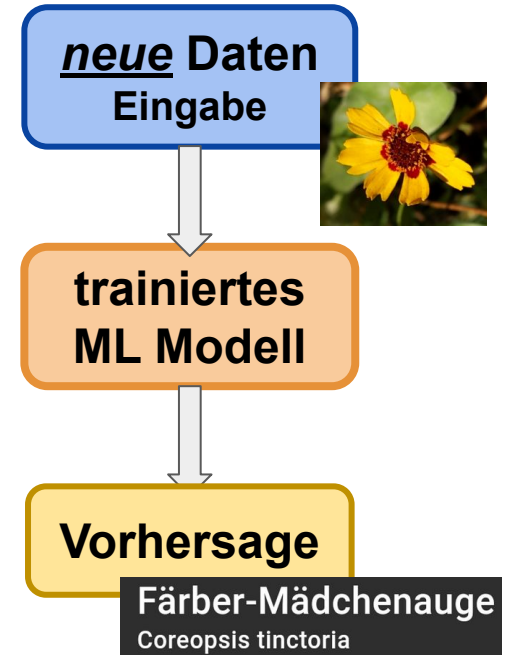 neue Daten
Eingabe
trainiertes
ML Modell
Vorhersage
Färber-Mädchenauge
Coreopsis tinctoria